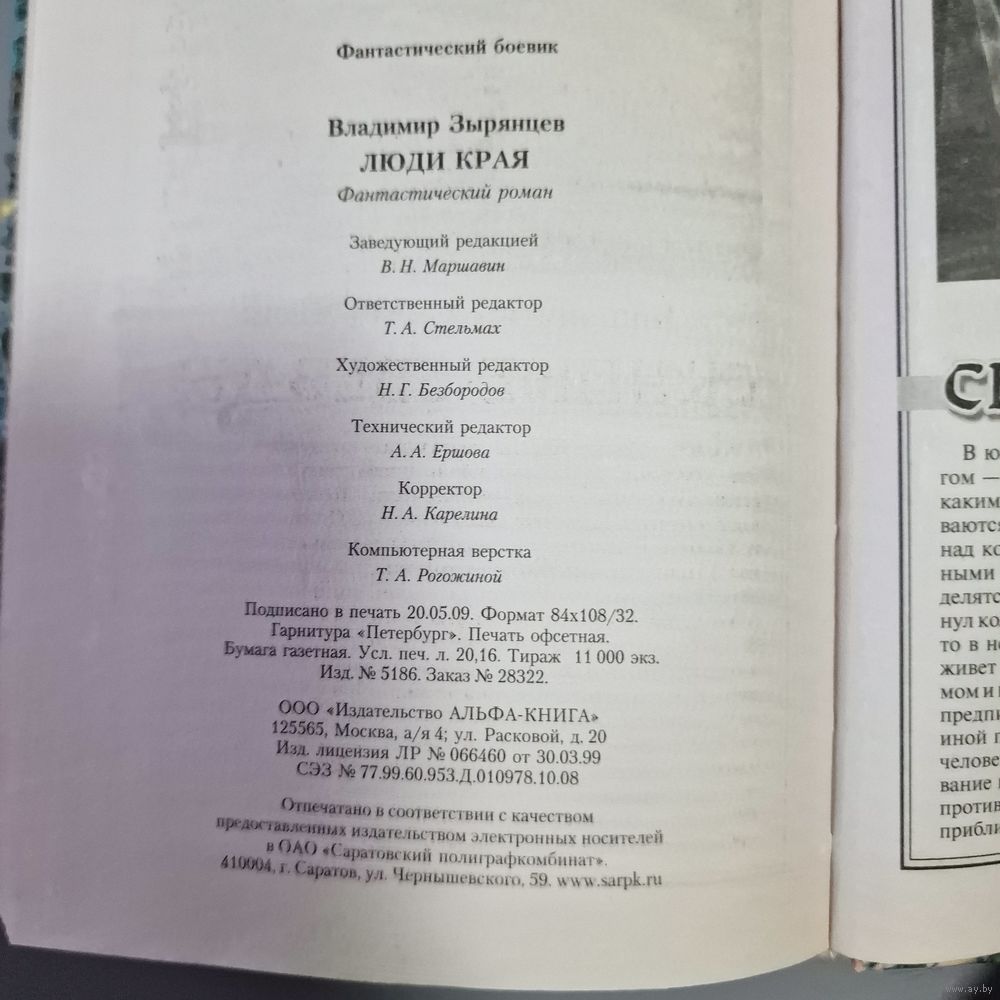 Фантастический боевик
Владимир Зырянцев
ЛЮДИ КРАЯ
Фантастический роман
Заведующий редакцией
В. Н. Маршавин
Ответственный редактор
Т. А. Стельмах
Художественный редактор
Н. Г. Безбородов
Технический редактор
А. А. Ершова
Корректор
Н. А. Карелина
Компьютерная верстка
Т. А. Рогожиной
Подписано в печать 20.05.09. Формат 84х108/32.
Гарнитура «Петербург». Печать офсетная.
Бумага газетная. Усл. печ. л. 20,16. Тираж 11 000 экз.
Изд. № 5186. Заказ № 28322.
ООО «Издательство АЛЬФА-КНИГА»
125565, Москва, а/я 4; ул. Расковой, д. 20
Изд. лицензия ЛР № 066460 от 30.03.99
СЭЗ № 77.99.60.953.Д.010978.10.08
Отпечатано в соответствии с качеством
предоставленных издательством электронных носителей
в ОАО «Саратовский полиграфкомбинат».
410004, г. Саратов, ул. Чернышевского, 59. www.sarpk.ru
В ю
гом —
каким
ваются
над ко
ными
делятс
нул ко
то в не
живет
мом и
предпи
иной п
челове
вание
против
прибли
www.ay.by